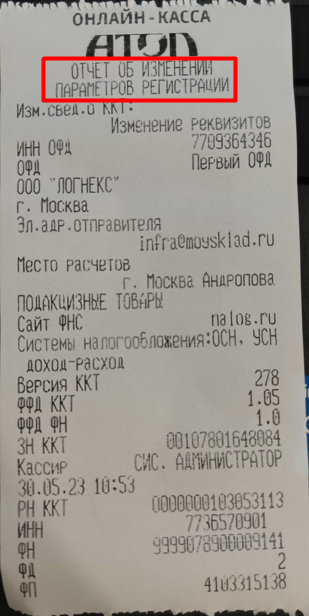 ОНЛАЙН-КАССА
АТОЛ
ОТЧЕТ ОБ ИЗМЕНЕНИИ
ПАРАМЕТРОВ РЕГИСТРАЦИИ
Изм.свед.о ККТ:
Изменение реквизитов
ИНН ОФД 7709364346
ОФД Первый ОФД
ООО "ЛОГНЕКС"
г. Москва
Эл.адр.отправителя
infra@moysklad.ru
Место расчетов
г. Москва Андропова
ПОДАКЦИЗНЫЕ ТОВАРЫ
Сайт ФНС nalog.ru
Системы налогообложения:ОСН, УСН
доход-расход
Версия ККТ 278
ФФД ККТ 1.05
ФФД ФН 1.0
ЗН ККТ 00107801648084
Кассир СИС. АДМИНИСТРАТОР
30.05.23 10:53
РН ККТ 0000000103053113
ИНН 7736570901
ФН 9999078900009141
ФД 2
ФП 4103315138